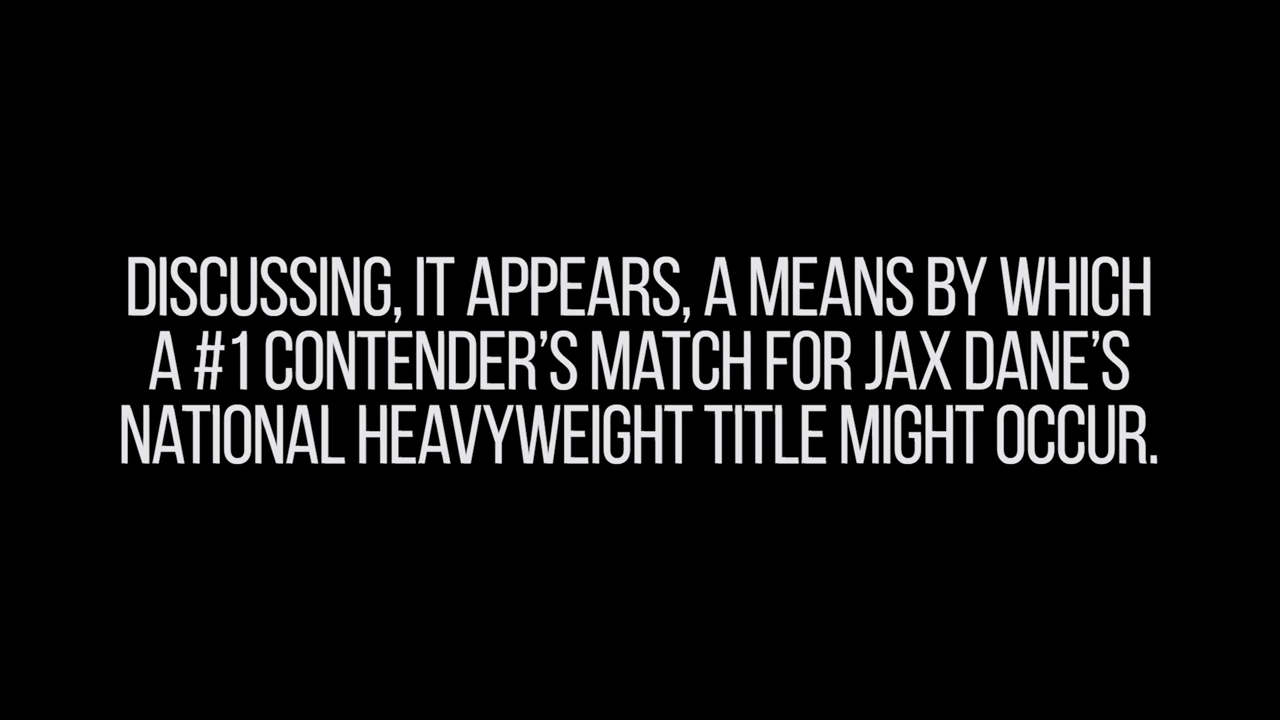 DISCUSSING, IT APPEARS, A MEANS BY WHICH
A #1 CONTENDER’S MATCH FOR JAX DANE’S
NATIONAL HEAVYWEIGHT TITLE MIGHT OCCUR.